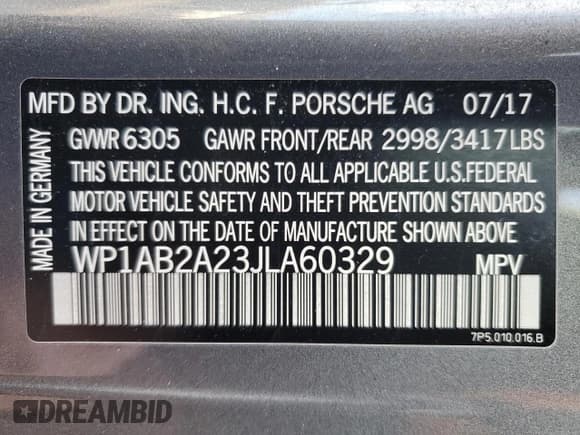 MFD BY DR. ING. H.C. F. PORSCHE AG 07/17
GVWR 6305 GAWR FRONT/REAR 2998/3417LBS
THIS VEHICLE CONFORMS TO ALL APPLICABLE U.S.FEDERAL
MOTOR VEHICLE SAFETY AND THEFT PREVENTION STANDARDS
IN EFFECT ON THE DATE OF MANUFACTURE SHOWN ABOVE
WP1AB2A23JLA60329 MPV
7P5.010.016.B
MADE IN GERMANY
DREAMBID